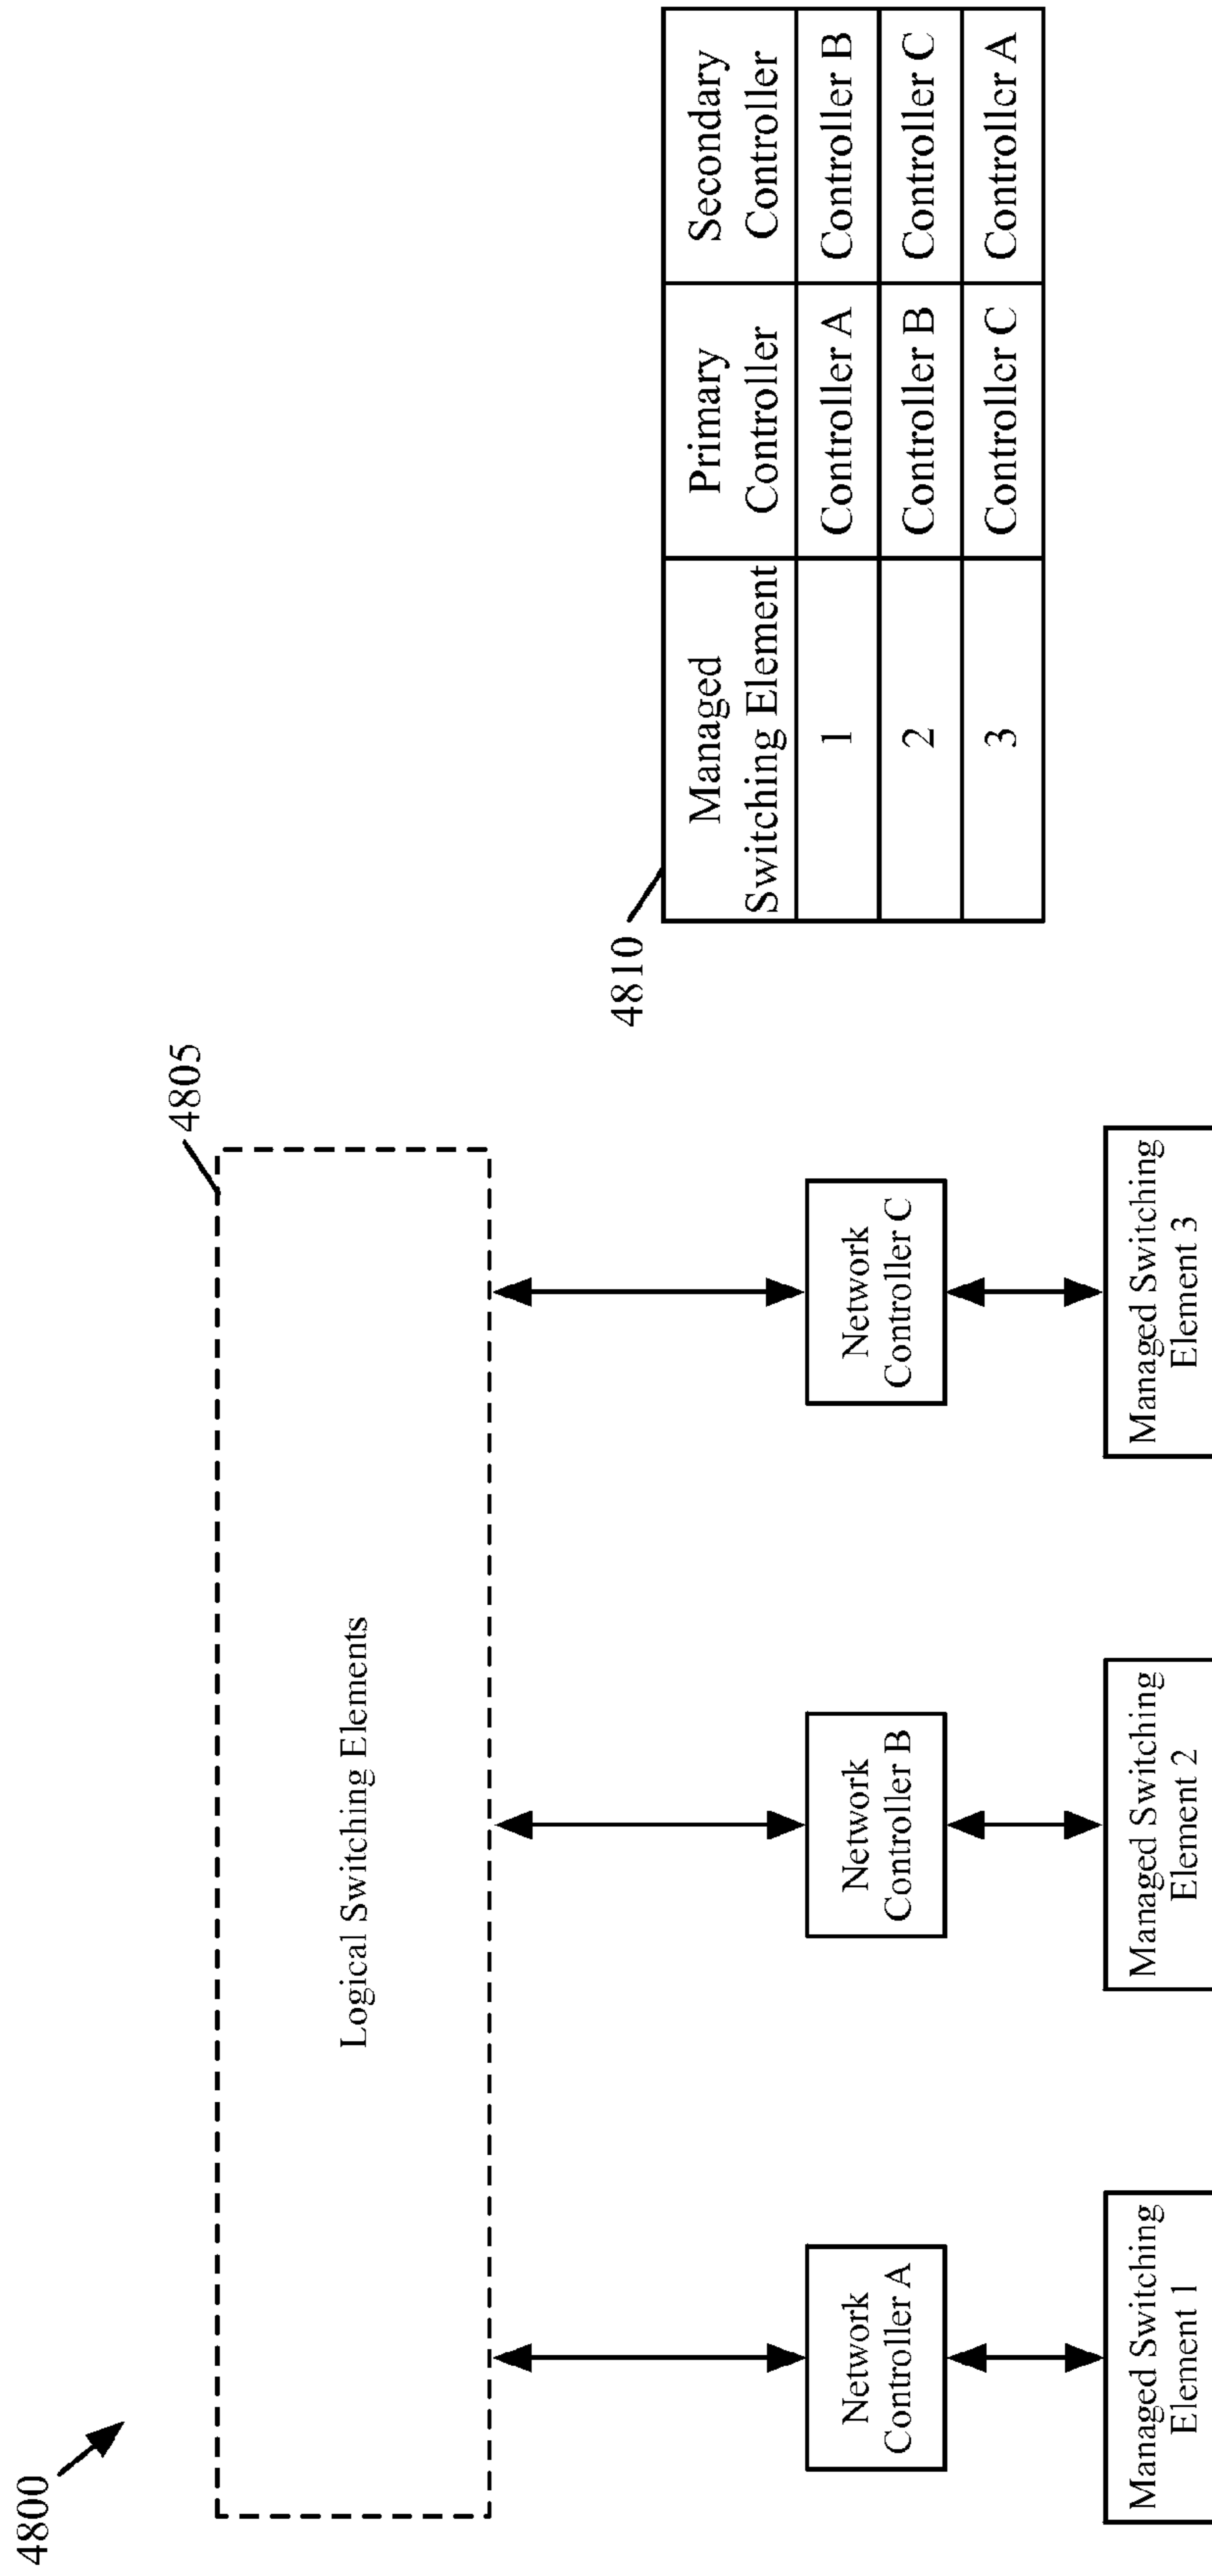 4800
4805
Logical Switching Elements
Network
Controller A
Network
Controller B
Network
Controller C
Managed Switching
Element 1
Managed Switching
Element 2
Managed Switching
Element 3
4810
Managed
Switching Element
Primary
Controller
Secondary
Controller
1
Controller A
Controller B
2
Controller B
Controller C
3
Controller C
Controller A